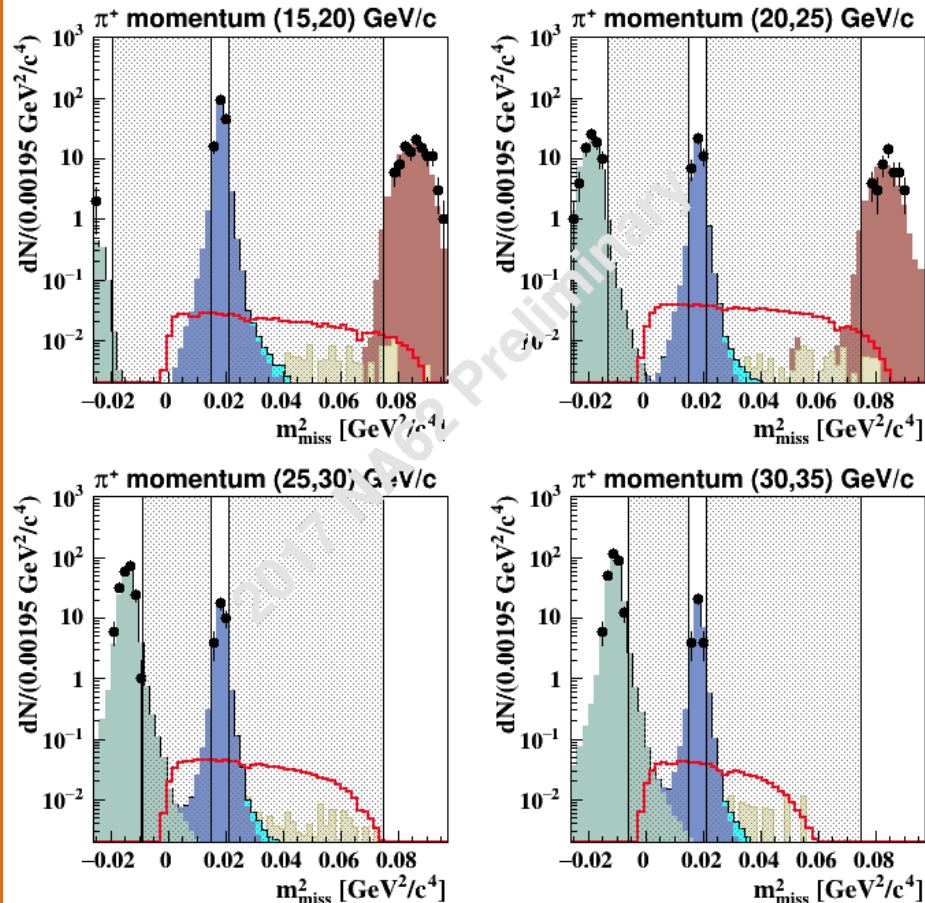 π⁺ momentum (15,20) GeV/c
dN/(0.00195 GeV²/c⁴)
10³
10²
10
1
10⁻¹
10⁻²
−0.02 0 0.02 0.04 0.06 0.08
m²miss [GeV²/c⁴]
π⁺ momentum (20,25) GeV/c
dN/(0.00195 GeV²/c⁴)
10³
10²
10
1
10⁻¹
10⁻²
−0.02 0 0.02 0.04 0.06 0.08
m²miss [GeV²/c⁴]
2017 NA62 Preliminary
π⁺ momentum (25,30) GeV/c
dN/(0.00195 GeV²/c⁴)
10³
10²
10
1
10⁻¹
10⁻²
−0.02 0 0.02 0.04 0.06 0.08
m²miss [GeV²/c⁴]
π⁺ momentum (30,35) GeV/c
dN/(0.00195 GeV²/c⁴)
10³
10²
10
1
10⁻¹
10⁻²
−0.02 0 0.02 0.04 0.06 0.08
m²miss [GeV²/c⁴]